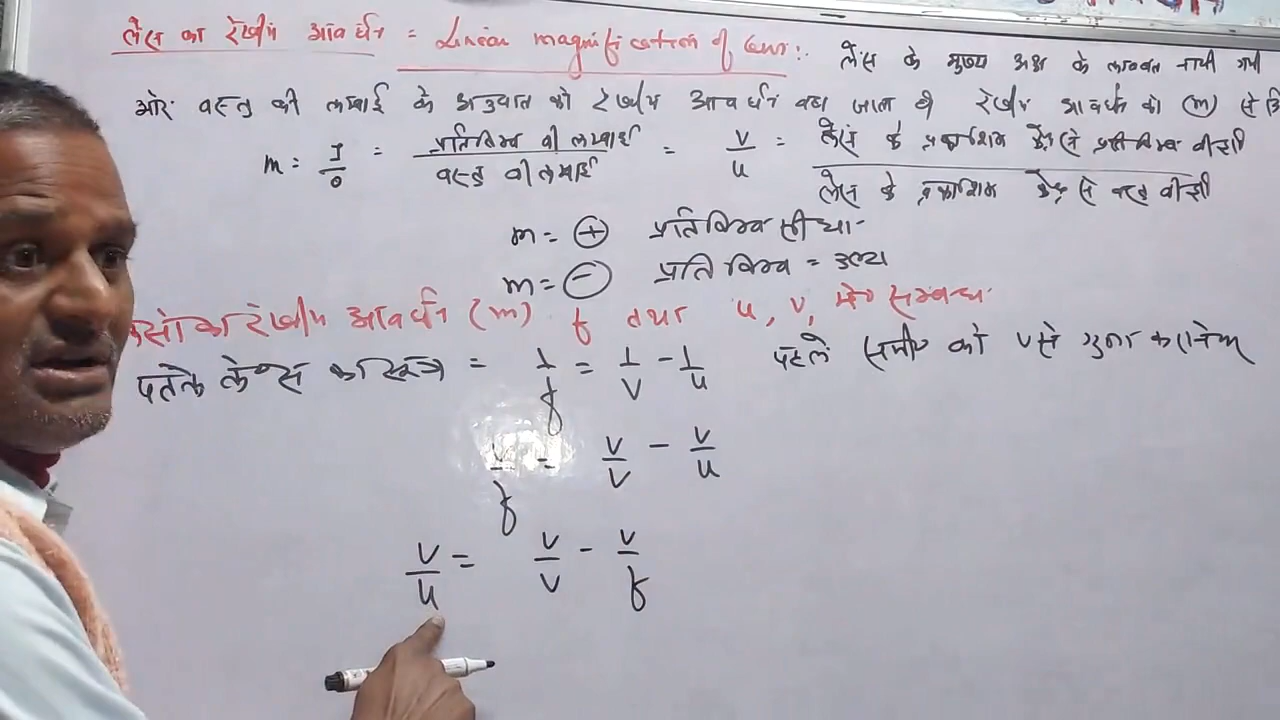 लेंस का रेखीय आवर्धन = Linear magnification of Lens:- लेंस के मुख्य अक्ष के लम्बवत नापी गयी
और वस्तु की लम्बाई के अनुपात को रेखीय आवर्धन कहा जाता है रेखीय आवर्धन को (m) से
m = I/O = प्रतिबिम्ब की लम्बाई / वस्तु की लम्बाई = v/u = लेंस के प्रकाशिक केंद्र से प्रतिबिम्ब की दूरी / लेंस के प्रकाशिक केंद्र से वस्तु की दूरी
m = + प्रतिबिम्ब सीधा
m = - प्रतिबिम्ब = उल्टा
का रेखीय आवर्धन (m) f तथा u, v, में सम्बन्ध
पतले लेन्स का सूत्र = 1/f = 1/v - 1/u पहले समी० को v से गुणा करने पर
v/f = v/v - v/u
v/u = v/v - v/f